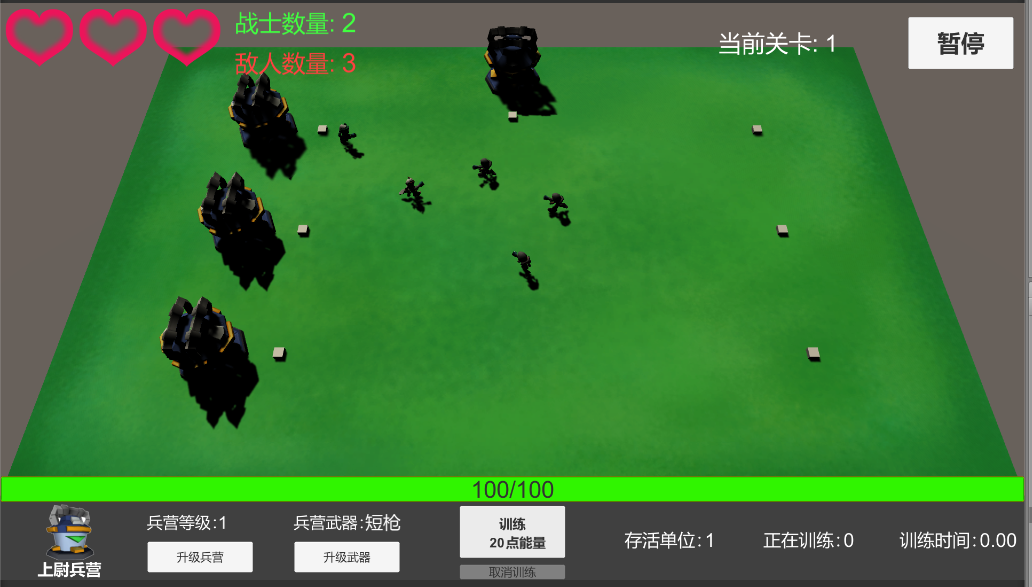 战士数量: 2
敌人数量: 3
当前关卡: 1
暂停
100/100
上尉兵营
兵营等级:1
升级兵营
兵营武器:短枪
升级武器
训练
20点能量
取消训练
存活单位:1
正在训练:0
训练时间:0.00